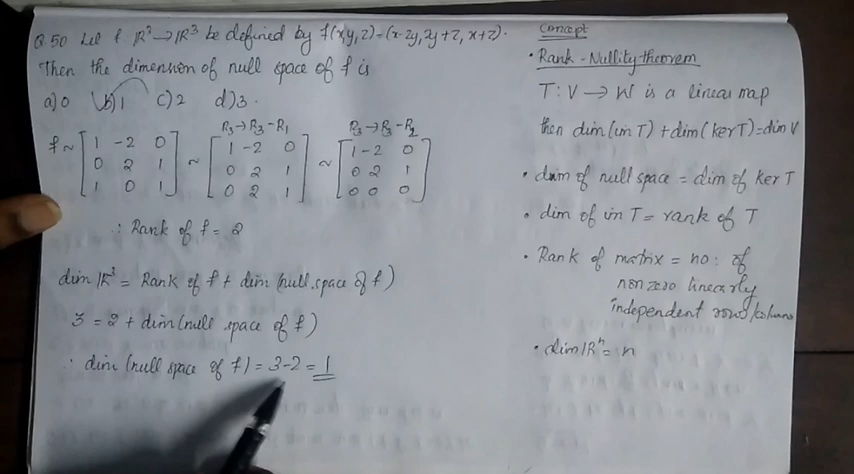 Q.50 Let f: R³→IR³ be defined by f(x,y,z)=(x-2y, 2y+z, x+z).
Then the dimension of null space of f is
a) 0 b) 1 c) 2 d) 3.
R₃→R₃-R₁ R₃→R₃-R₂
f ~ [1 -2 0 ~ [1 -2 0 ~ [1 -2 0
0 2 1 0 2 1 0 2 1
1 0 1] 0 2 1] 0 0 0]
∴ Rank of f = 2
dim IR³ = Rank of f + dim (null space of f)
3 = 2 + dim (null space of f)
∴ dim (null space of f) = 3-2 = 1
Concept
• Rank-Nullity theorem
T: V → W is a linear map
then dim(im T) + dim(ker T) = dim V
• dim of null space = dim of ker T
• dim of im T = rank of T
• Rank of matrix = no: of
non zero linearly
independent rows/columns
• dim IRⁿ = n